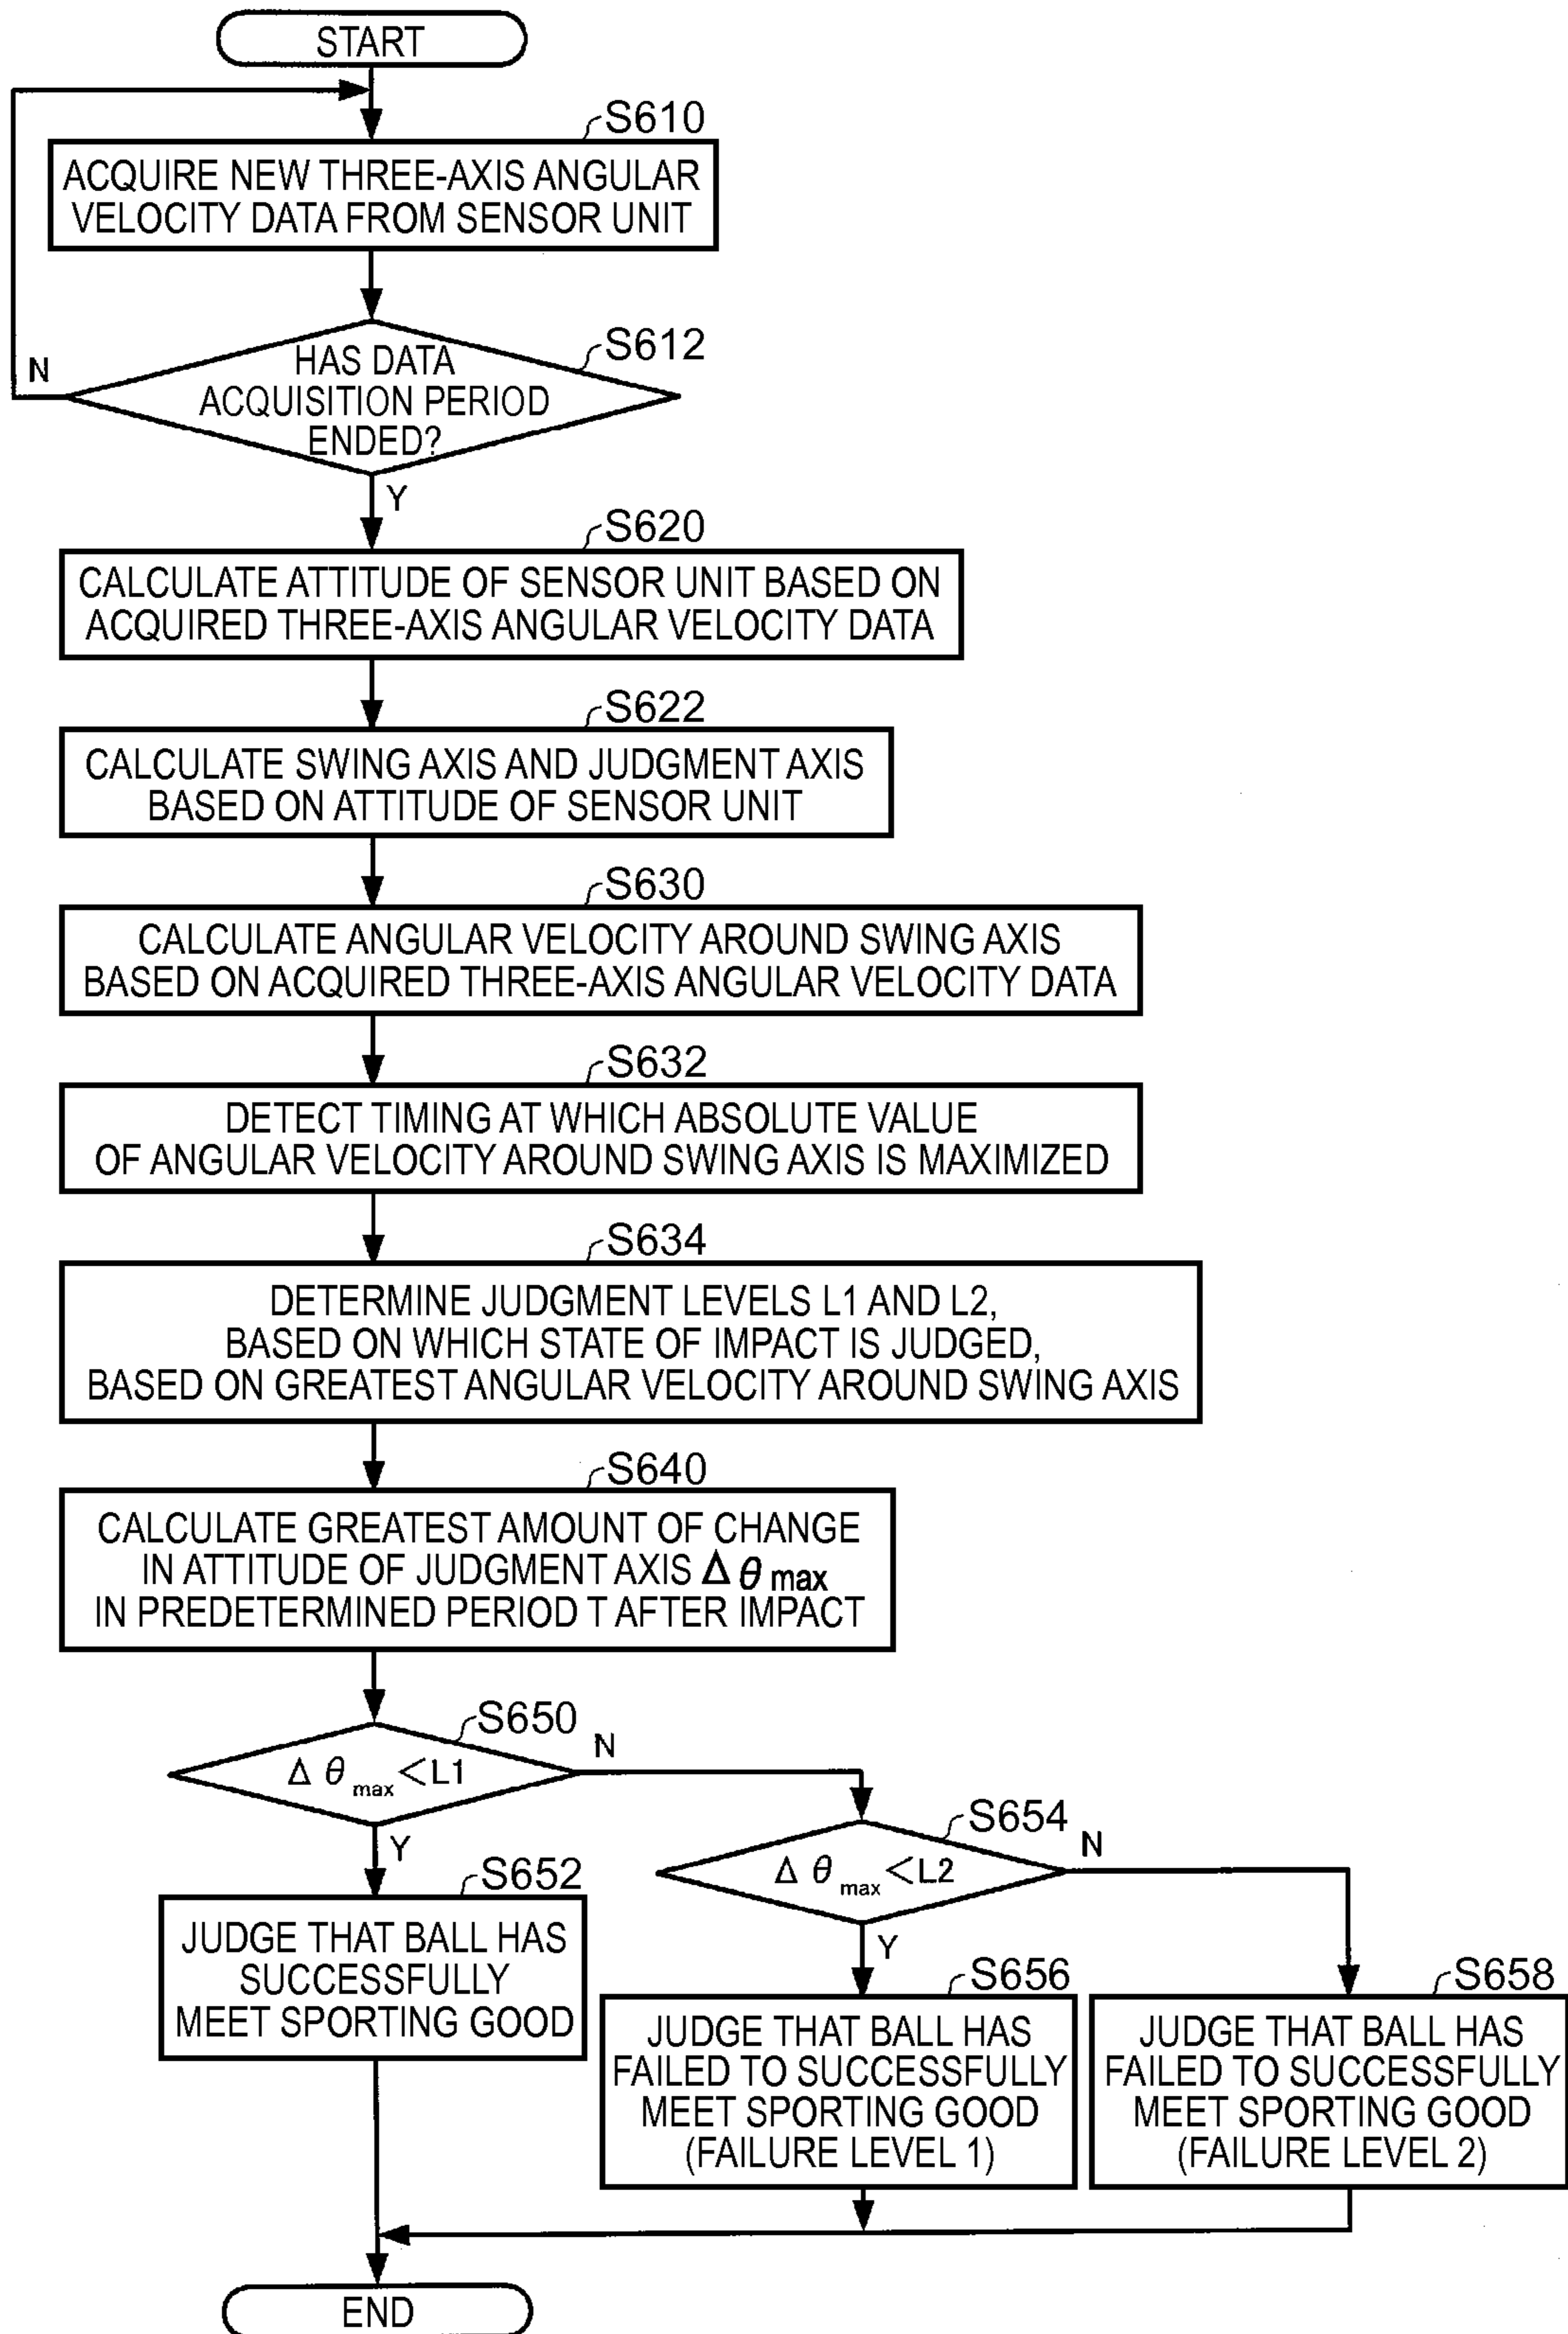 START
S610
ACQUIRE NEW THREE-AXIS ANGULAR
VELOCITY DATA FROM SENSOR UNIT
S612
HAS DATA
ACQUISITION PERIOD
ENDED?
N
Y
S620
CALCULATE ATTITUDE OF SENSOR UNIT BASED ON
ACQUIRED THREE-AXIS ANGULAR VELOCITY DATA
S622
CALCULATE SWING AXIS AND JUDGMENT AXIS
BASED ON ATTITUDE OF SENSOR UNIT
S630
CALCULATE ANGULAR VELOCITY AROUND SWING AXIS
BASED ON ACQUIRED THREE-AXIS ANGULAR VELOCITY DATA
S632
DETECT TIMING AT WHICH ABSOLUTE VALUE
OF ANGULAR VELOCITY AROUND SWING AXIS IS MAXIMIZED
S634
DETERMINE JUDGMENT LEVELS L1 AND L2,
BASED ON WHICH STATE OF IMPACT IS JUDGED,
BASED ON GREATEST ANGULAR VELOCITY AROUND SWING AXIS
S640
CALCULATE GREATEST AMOUNT OF CHANGE
IN ATTITUDE OF JUDGMENT AXIS Δ θ max
IN PREDETERMINED PERIOD T AFTER IMPACT
S650
Δ θ max <L1
N
Y
S652
JUDGE THAT BALL HAS
SUCCESSFULLY
MEET SPORTING GOOD
S654
Δ θ max <L2
N
Y
S656
JUDGE THAT BALL HAS
FAILED TO SUCCESSFULLY
MEET SPORTING GOOD
(FAILURE LEVEL 1)
S658
JUDGE THAT BALL HAS
FAILED TO SUCCESSFULLY
MEET SPORTING GOOD
(FAILURE LEVEL 2)
END